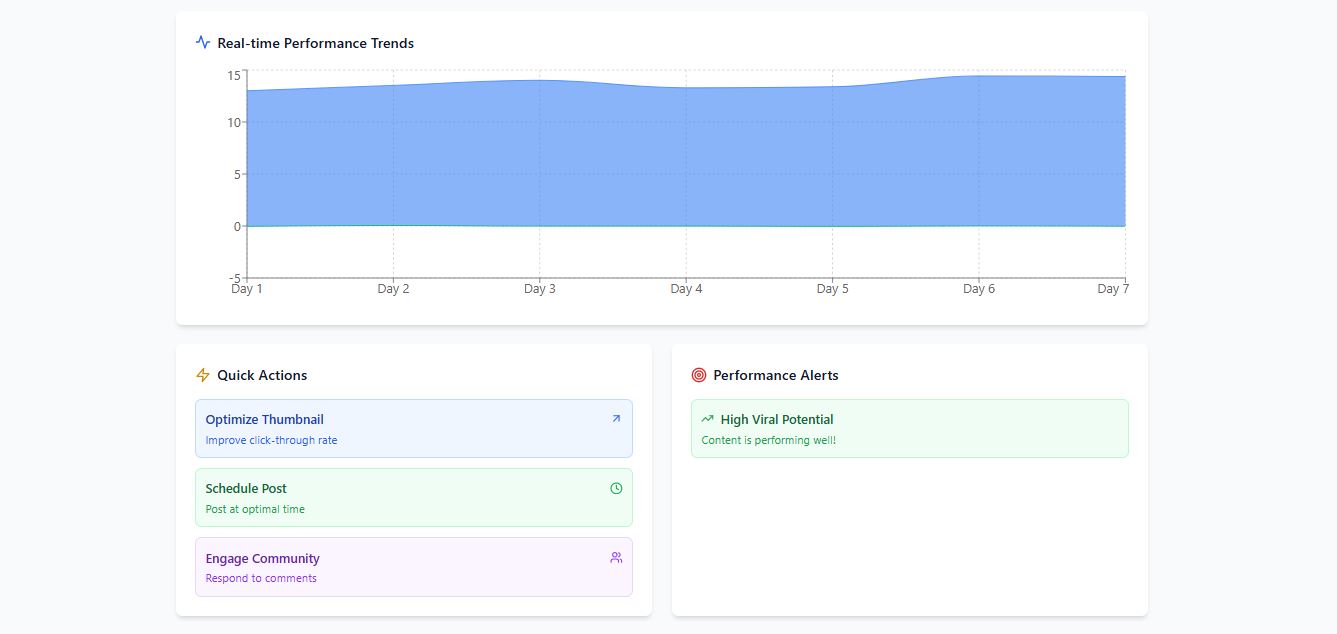 Real-time Performance Trends
15
10
5
0
-5
Day 1 Day 2 Day 3 Day 4 Day 5 Day 6 Day 7
Quick Actions
Optimize Thumbnail
Improve click-through rate
Schedule Post
Post at optimal time
Engage Community
Respond to comments
Performance Alerts
High Viral Potential
Content is performing well!